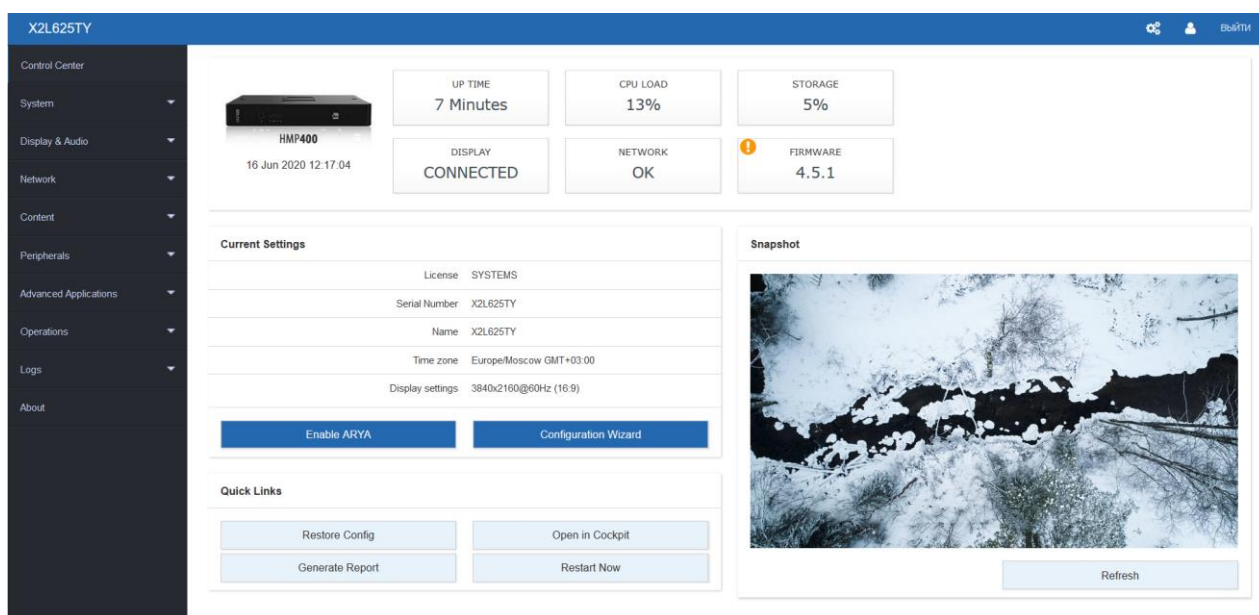 X2L625TY
ВЫЙТИ
Control Center
System
Display & Audio
Network
Content
Peripherals
Advanced Applications
Operations
Logs
About
HMP400
16 Jun 2020 12:17:04
UP TIME
7 Minutes
CPU LOAD
13%
STORAGE
5%
DISPLAY
CONNECTED
NETWORK
OK
FIRMWARE
4.5.1
Current Settings
License SYSTEMS
Serial Number X2L625TY
Name X2L625TY
Time zone Europe/Moscow GMT+03:00
Display settings 3840x2160@60Hz (16:9)
Enable ARYA
Configuration Wizard
Quick Links
Restore Config
Open in Cockpit
Generate Report
Restart Now
Snapshot
Refresh